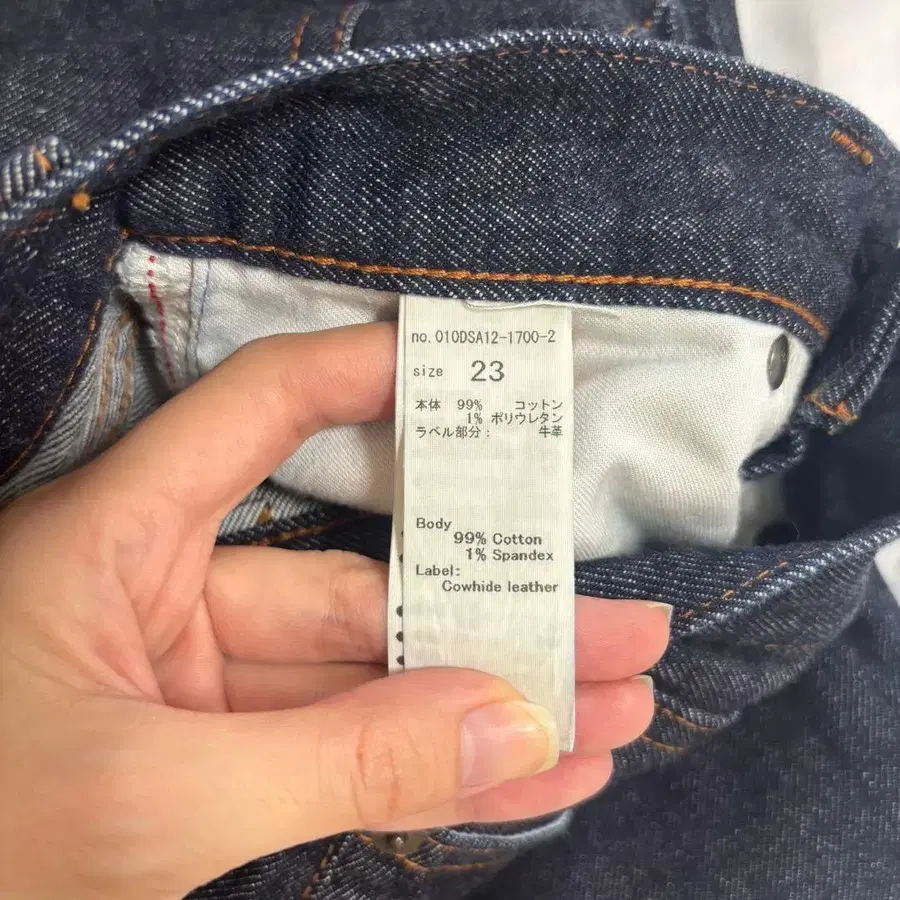 no.010DSA12-1700-2
size 23
本体 99% コットン
1% ポリウレタン
ラベル部分： 牛革
Body
99% Cotton
1% Spandex
Label:
Cowhide leather